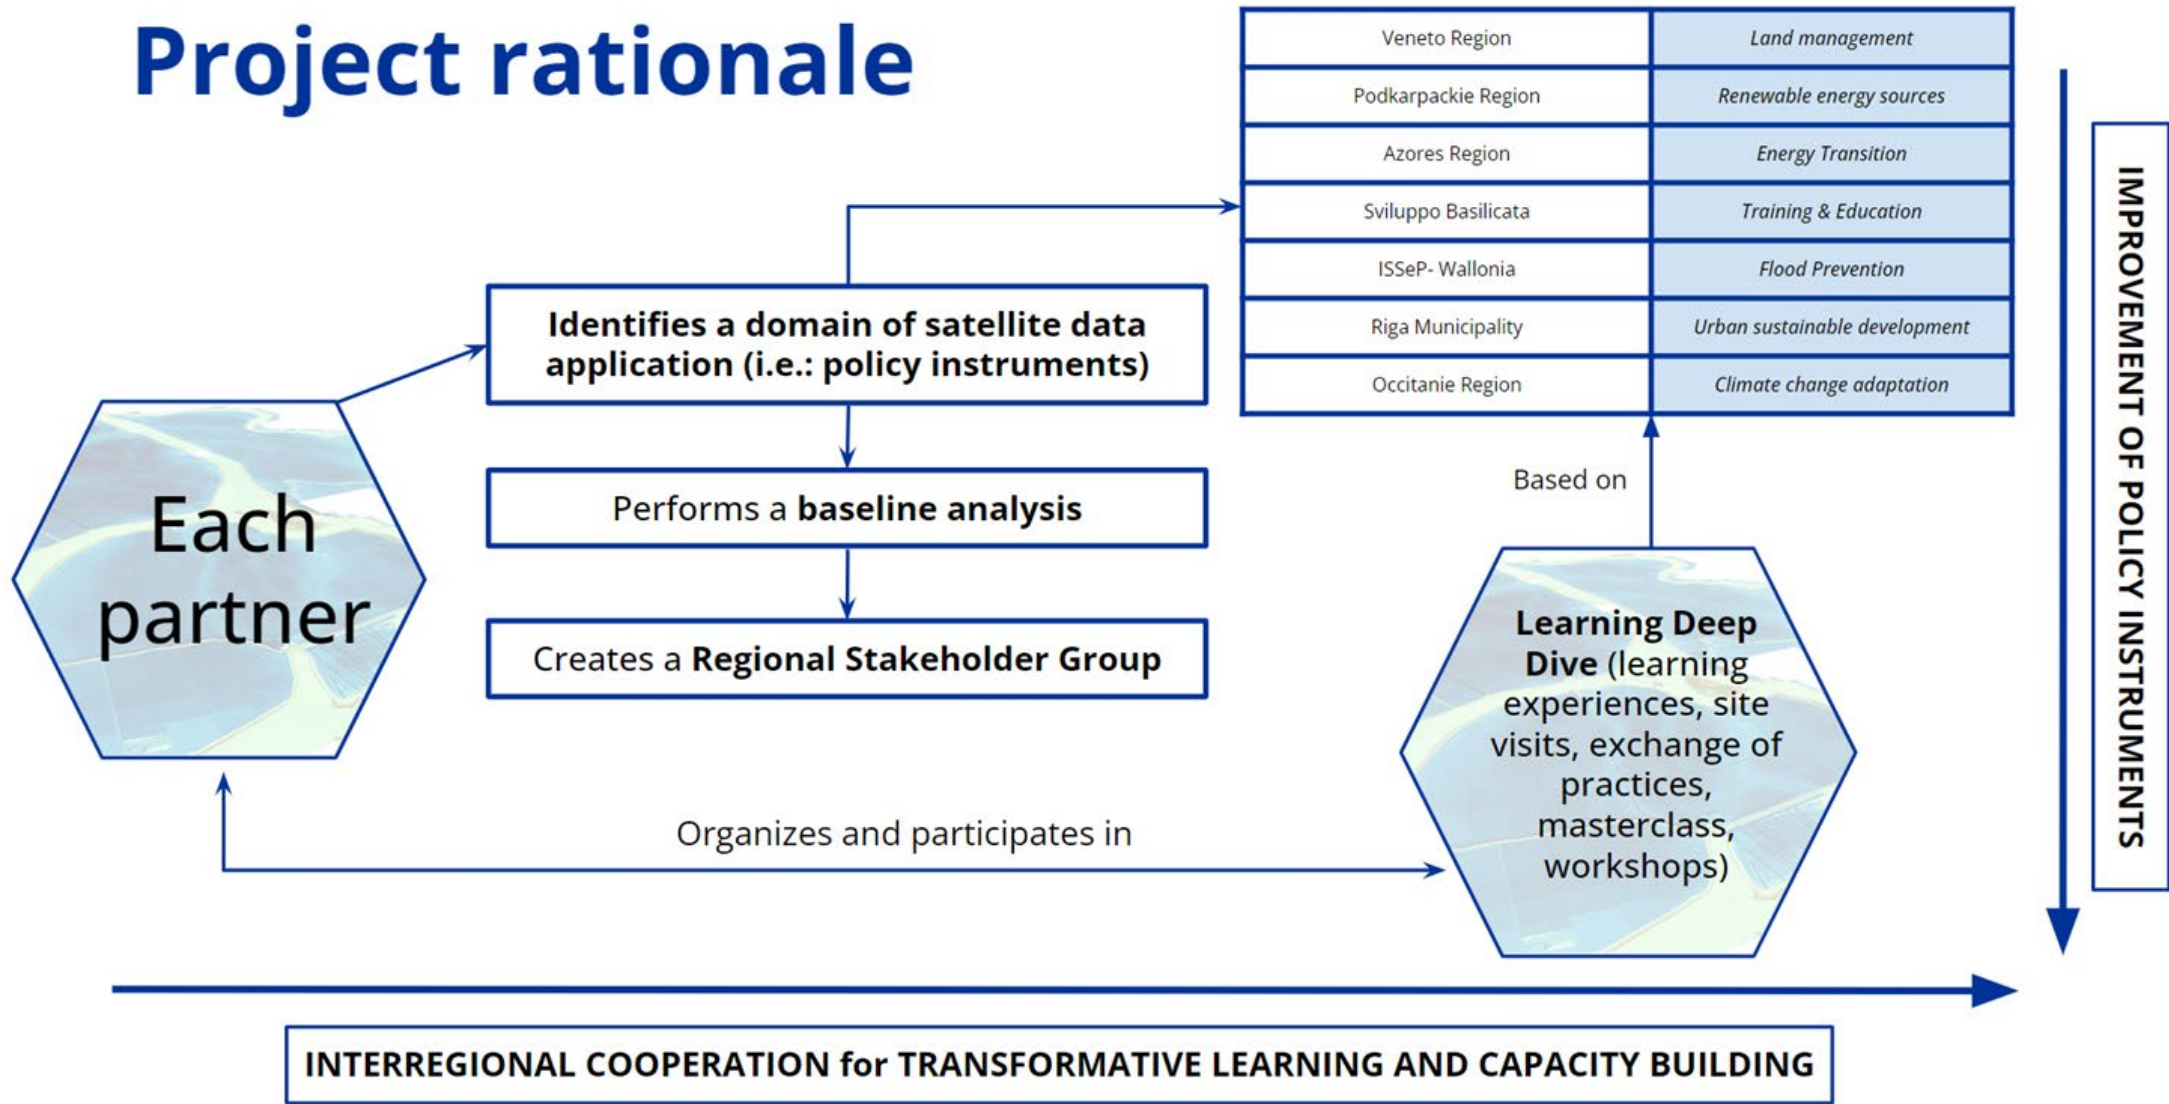 Project rationale
Veneto Region Land management
Podkarpackie Region Renewable energy sources
Azores Region Energy Transition
Sviluppo Basilicata Training & Education
ISSeP- Wallonia Flood Prevention
Riga Municipality Urban sustainable development
Occitanie Region Climate change adaptation
Identifies a domain of satellite data
application (i.e.: policy instruments)
Performs a baseline analysis
Creates a Regional Stakeholder Group
Each
partner
Based on
Learning Deep
Dive (learning
experiences, site
visits, exchange of
practices,
masterclass,
workshops)
Organizes and participates in
IMPROVEMENT OF POLICY INSTRUMENTS
INTERREGIONAL COOPERATION for TRANSFORMATIVE LEARNING AND CAPACITY BUILDING